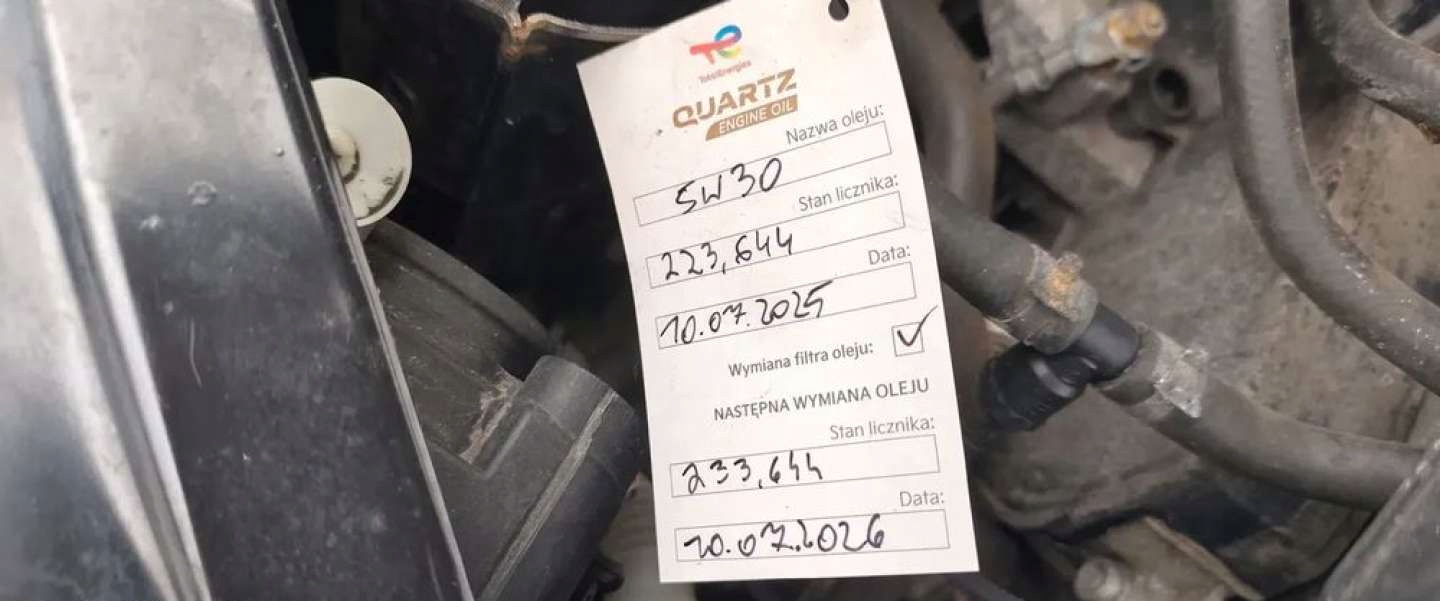 TotalEnergies
QUARTZ
ENGINE OIL
Nazwa oleju:
5W30
Stan licznika:
223,644
Data:
10.07.2025
Wymiana filtra oleju: ✓
NASTĘPNA WYMIANA OLEJU
Stan licznika:
233,644
Data:
10.07.2026